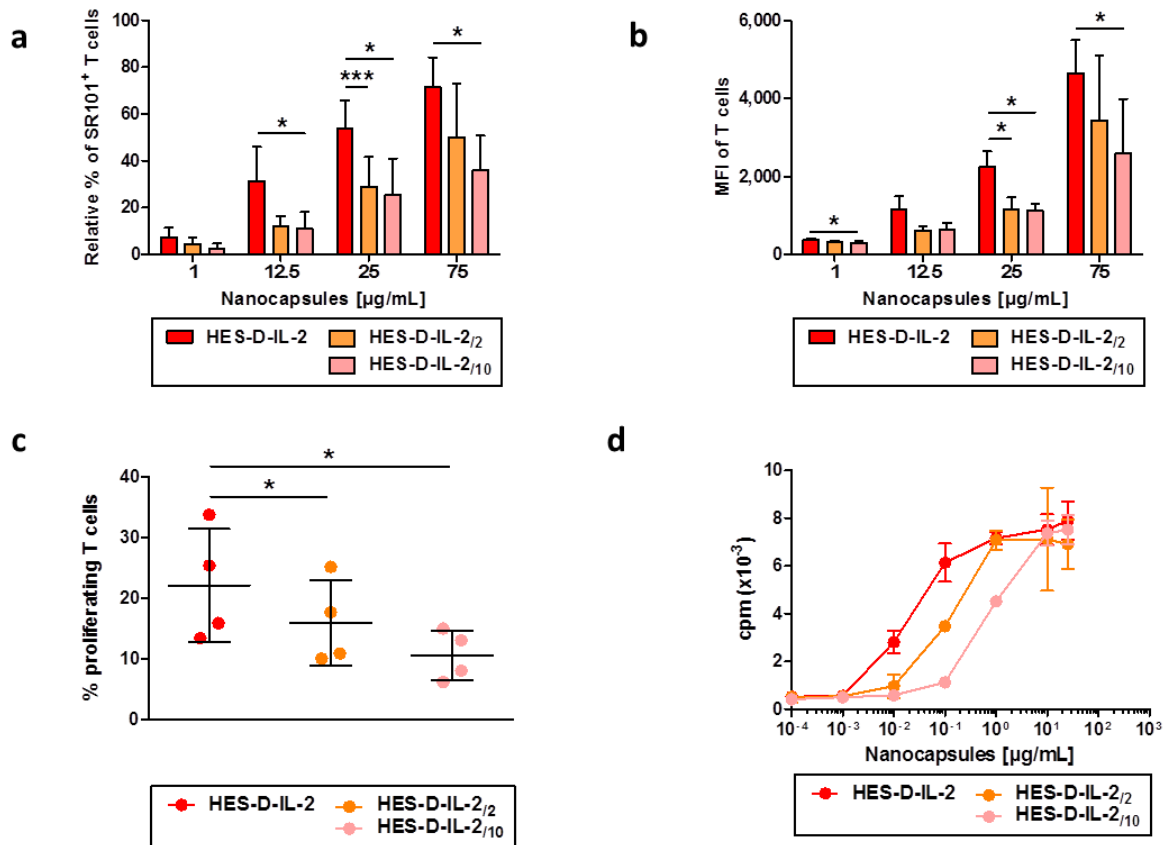 a
Relative % of SR101⁺ T cells
100
80
60
40
20
0
*
*
***
*
1 12.5 25 75
Nanocapsules [µg/mL]
HES-D-IL-2 HES-D-IL-2/2
HES-D-IL-2/10
b
MFI of T cells
6,000
4,000
2,000
0
*
*
*
*
1 12.5 25 75
Nanocapsules [µg/mL]
HES-D-IL-2 HES-D-IL-2/2
HES-D-IL-2/10
c
% proliferating T cells
40
30
20
10
0
*
*
HES-D-IL-2 HES-D-IL-2/2
HES-D-IL-2/10
d
cpm (x10⁻³)
10
8
6
4
2
0
10⁻⁴ 10⁻³ 10⁻² 10⁻¹ 10⁰ 10¹ 10² 10³
Nanocapsules [µg/mL]
HES-D-IL-2 HES-D-IL-2/2
HES-D-IL-2/10